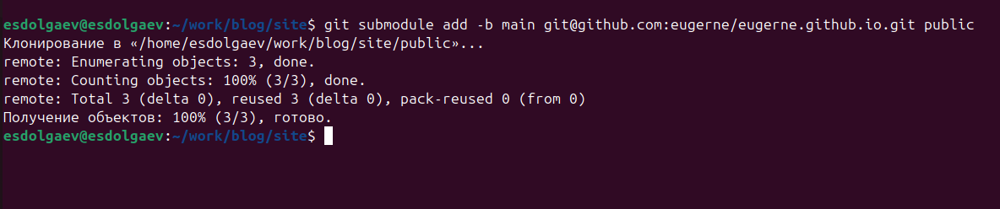 esdolgaev@esdolgaev:~/work/blog/site$ git submodule add -b main git@github.com:eugerne/eugerne.github.io.git public
Клонирование в «/home/esdolgaev/work/blog/site/public»...
remote: Enumerating objects: 3, done.
remote: Counting objects: 100% (3/3), done.
remote: Total 3 (delta 0), reused 3 (delta 0), pack-reused 0 (from 0)
Получение объектов: 100% (3/3), готово.
esdolgaev@esdolgaev:~/work/blog/site$